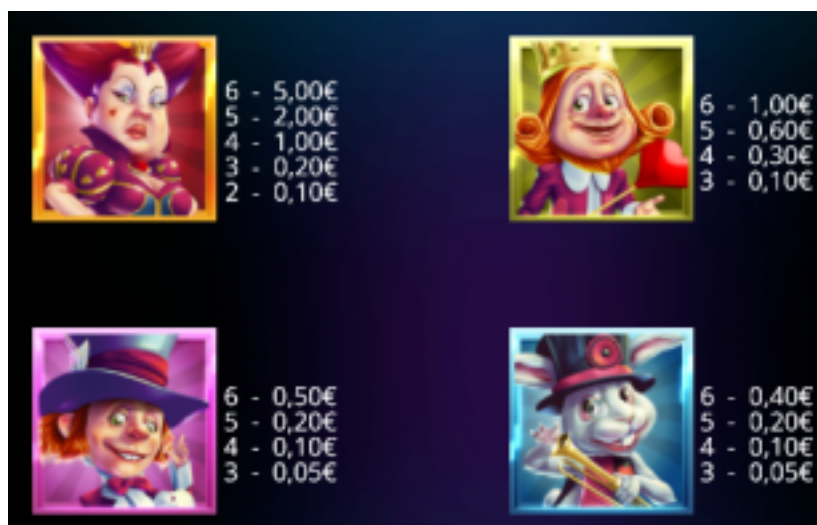 6 - 5,00€
5 - 2,00€
4 - 1,00€
3 - 0,20€
2 - 0,10€
6 - 1,00€
5 - 0,60€
4 - 0,30€
3 - 0,10€
6 - 0,50€
5 - 0,20€
4 - 0,10€
3 - 0,05€
6 - 0,40€
5 - 0,20€
4 - 0,10€
3 - 0,05€